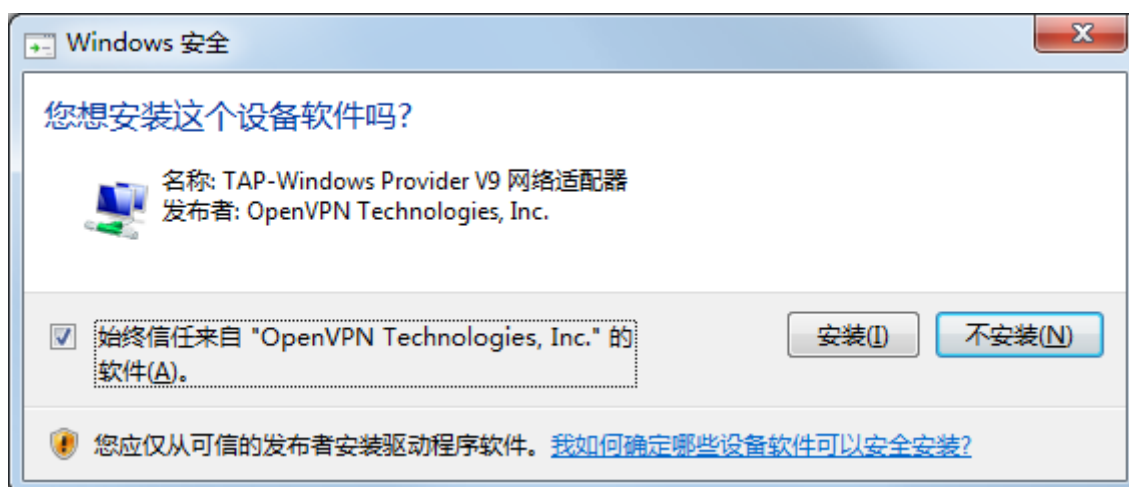 Windows 安全
您想安装这个设备软件吗?
名称: TAP-Windows Provider V9 网络适配器
发布者: OpenVPN Technologies, Inc.
始终信任来自 "OpenVPN Technologies, Inc." 的
软件(A)。
安装(I)
不安装(N)
您应仅从可信的发布者安装驱动程序软件。我如何确定哪些设备软件可以安全安装?